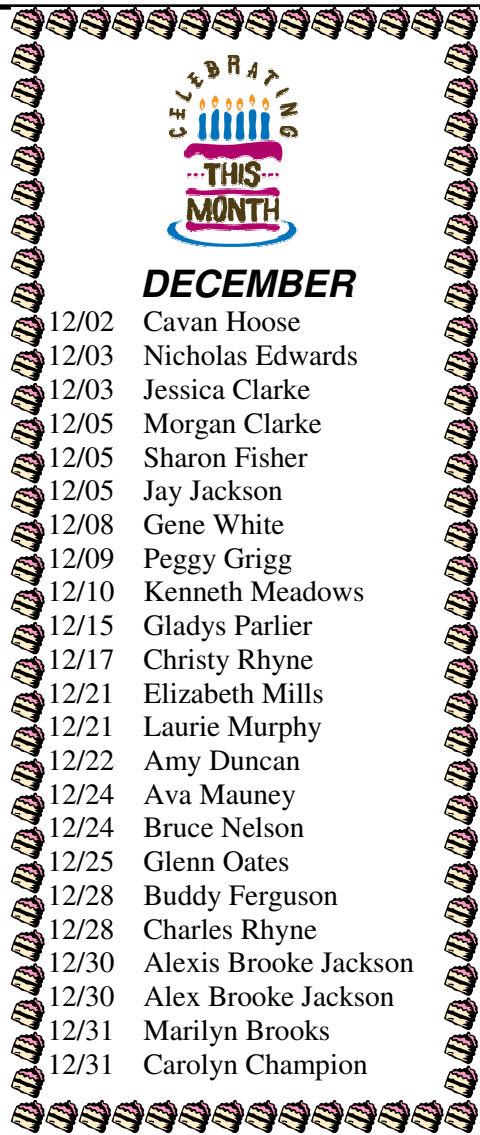 CELEBRATING
THIS
MONTH
DECEMBER
12/02 Cavan Hoose
12/03 Nicholas Edwards
12/03 Jessica Clarke
12/05 Morgan Clarke
12/05 Sharon Fisher
12/05 Jay Jackson
12/08 Gene White
12/09 Peggy Grigg
12/10 Kenneth Meadows
12/15 Gladys Parlier
12/17 Christy Rhyne
12/21 Elizabeth Mills
12/21 Laurie Murphy
12/22 Amy Duncan
12/24 Ava Mauney
12/24 Bruce Nelson
12/25 Glenn Oates
12/28 Buddy Ferguson
12/28 Charles Rhyne
12/30 Alexis Brooke Jackson
12/30 Alex Brooke Jackson
12/31 Marilyn Brooks
12/31 Carolyn Champion